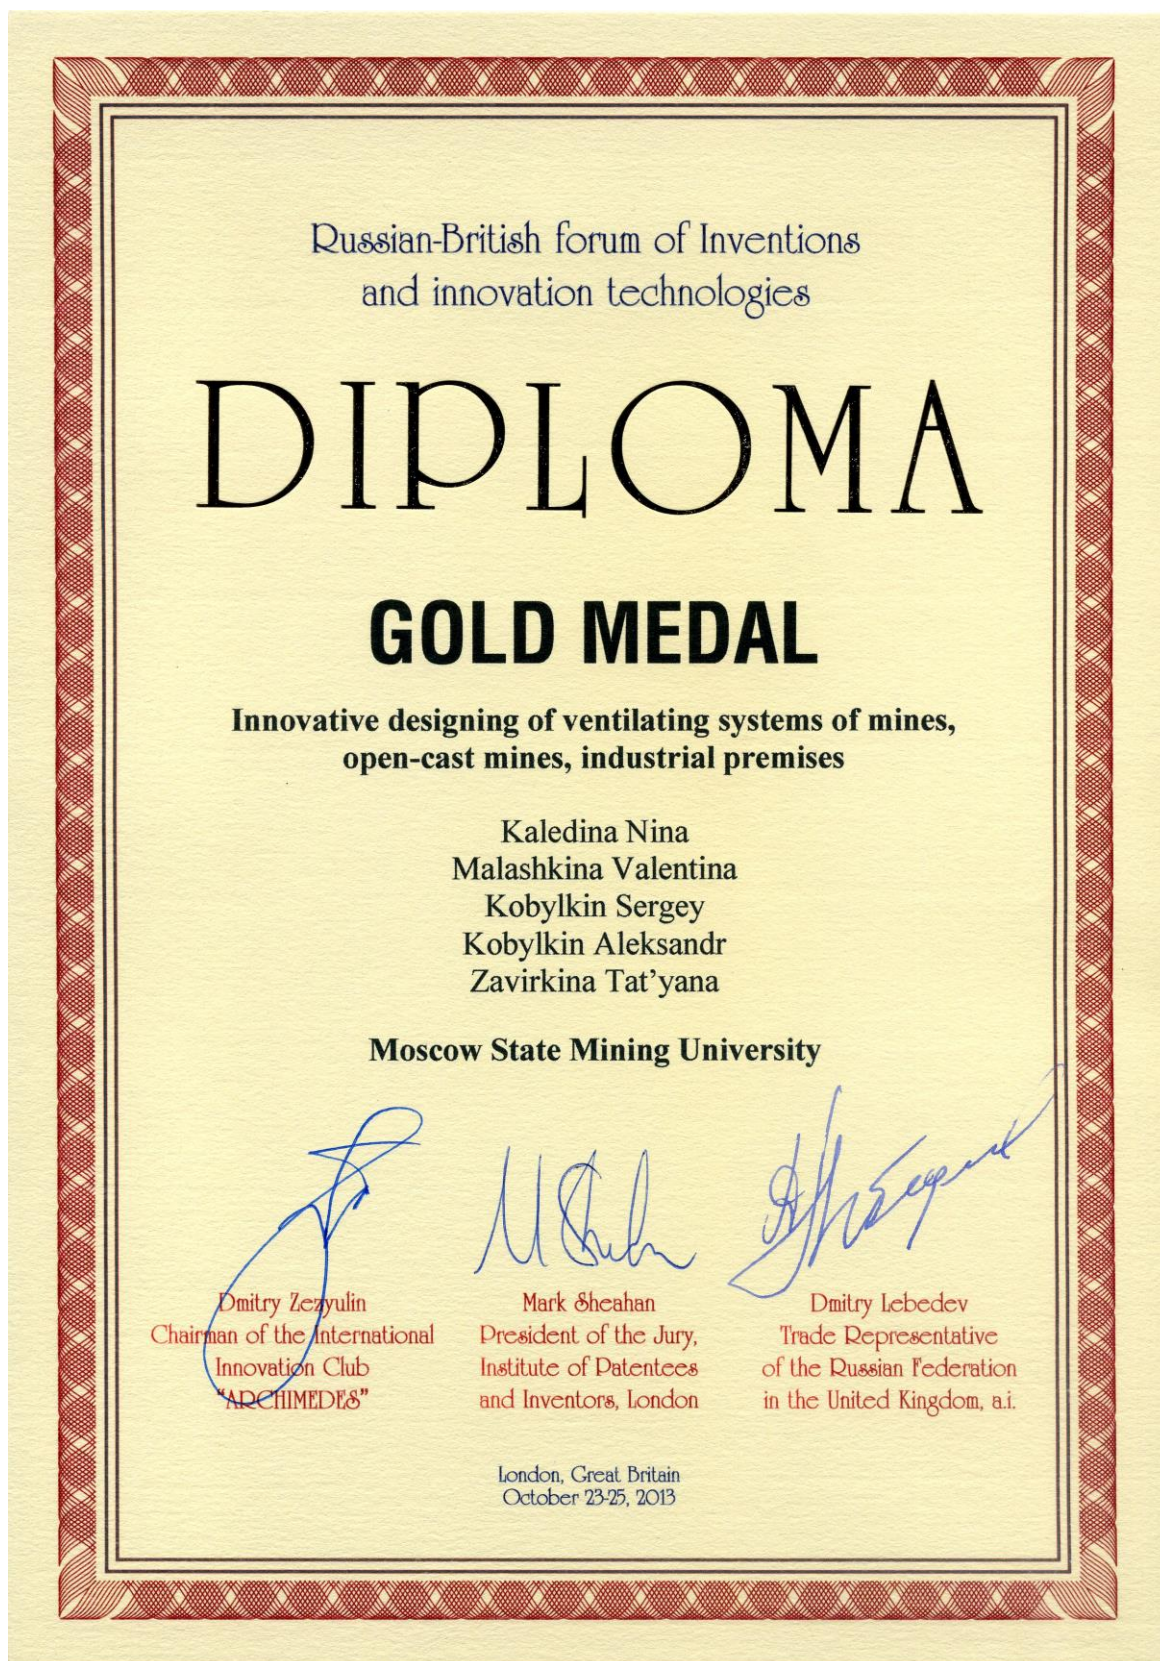 Russian-British forum of Inventions
and innovation technologies
DIPLOMA
GOLD MEDAL
Innovative designing of ventilating systems of mines,
open-cast mines, industrial premises
Kaledina Nina
Malashkina Valentina
Kobylkin Sergey
Kobylkin Aleksandr
Zavirkina Tat’yana
Moscow State Mining University
Dmitry Zezyulin
Chairman of the International
Innovation Club
“ARCHIMEDES”
Mark Sheahan
President of the Jury,
Institute of Patentees
and Inventors, London
Dmitry Lebedev
Trade Representative
of the Russian Federation
in the United Kingdom, a.i.
London, Great Britain
October 23-25, 2013